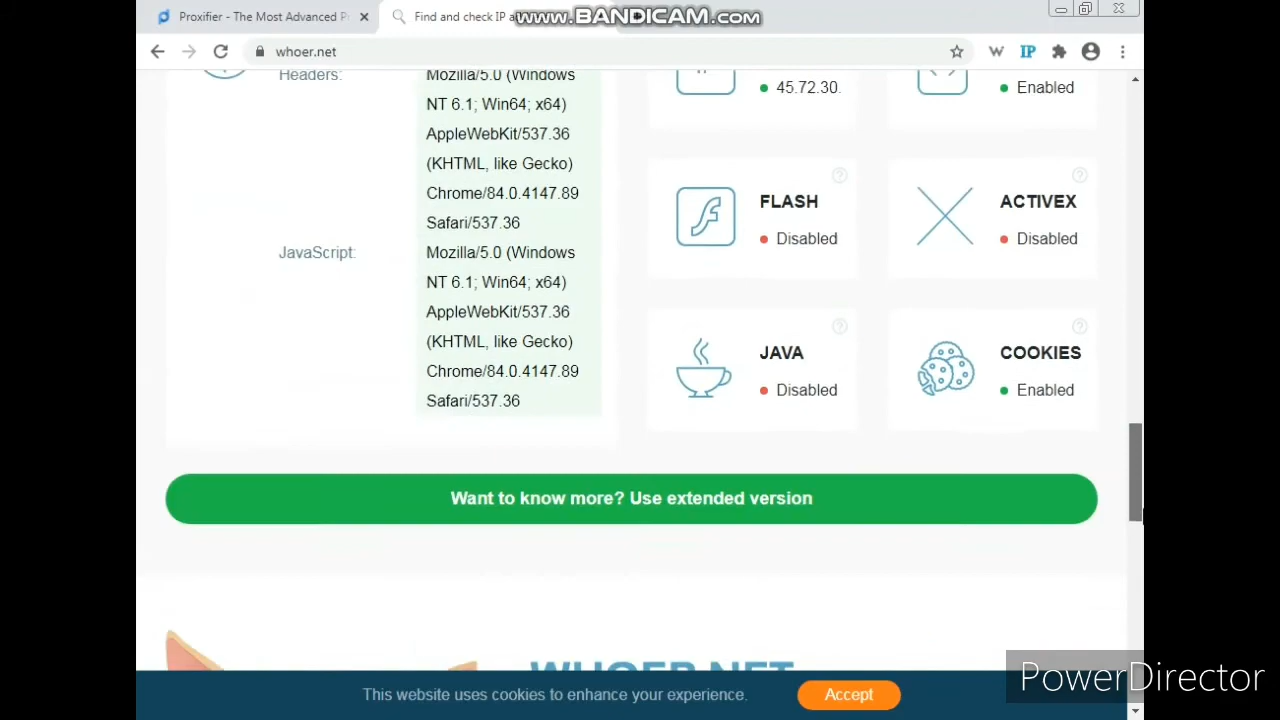 Proxifier - The Most Advanced P
Find and check IP a
www.BANDICAM.com
whoer.net
W
IP
Headers:
Mozilla/5.0 (Windows
NT 6.1; Win64; x64)
AppleWebKit/537.36
(KHTML, like Gecko)
Chrome/84.0.4147.89
Safari/537.36
JavaScript:
Mozilla/5.0 (Windows
NT 6.1; Win64; x64)
AppleWebKit/537.36
(KHTML, like Gecko)
Chrome/84.0.4147.89
Safari/537.36
45.72.30.
Enabled
FLASH
Disabled
ACTIVEX
Disabled
JAVA
Disabled
COOKIES
Enabled
Want to know more? Use extended version
WHOER.NET
This website uses cookies to enhance your experience.
Accept
PowerDirector